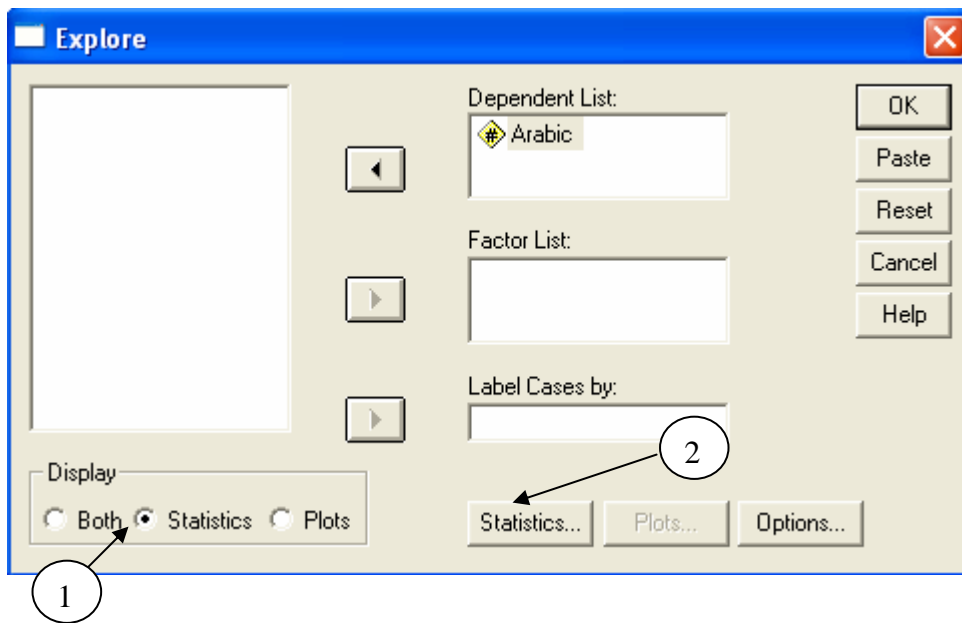 Explore
Dependent List:
# Arabic
OK
Paste
Reset
Cancel
Help
Factor List:
Label Cases by:
2
Display
Both Statistics Plots
Statistics... Plots... Options...
1